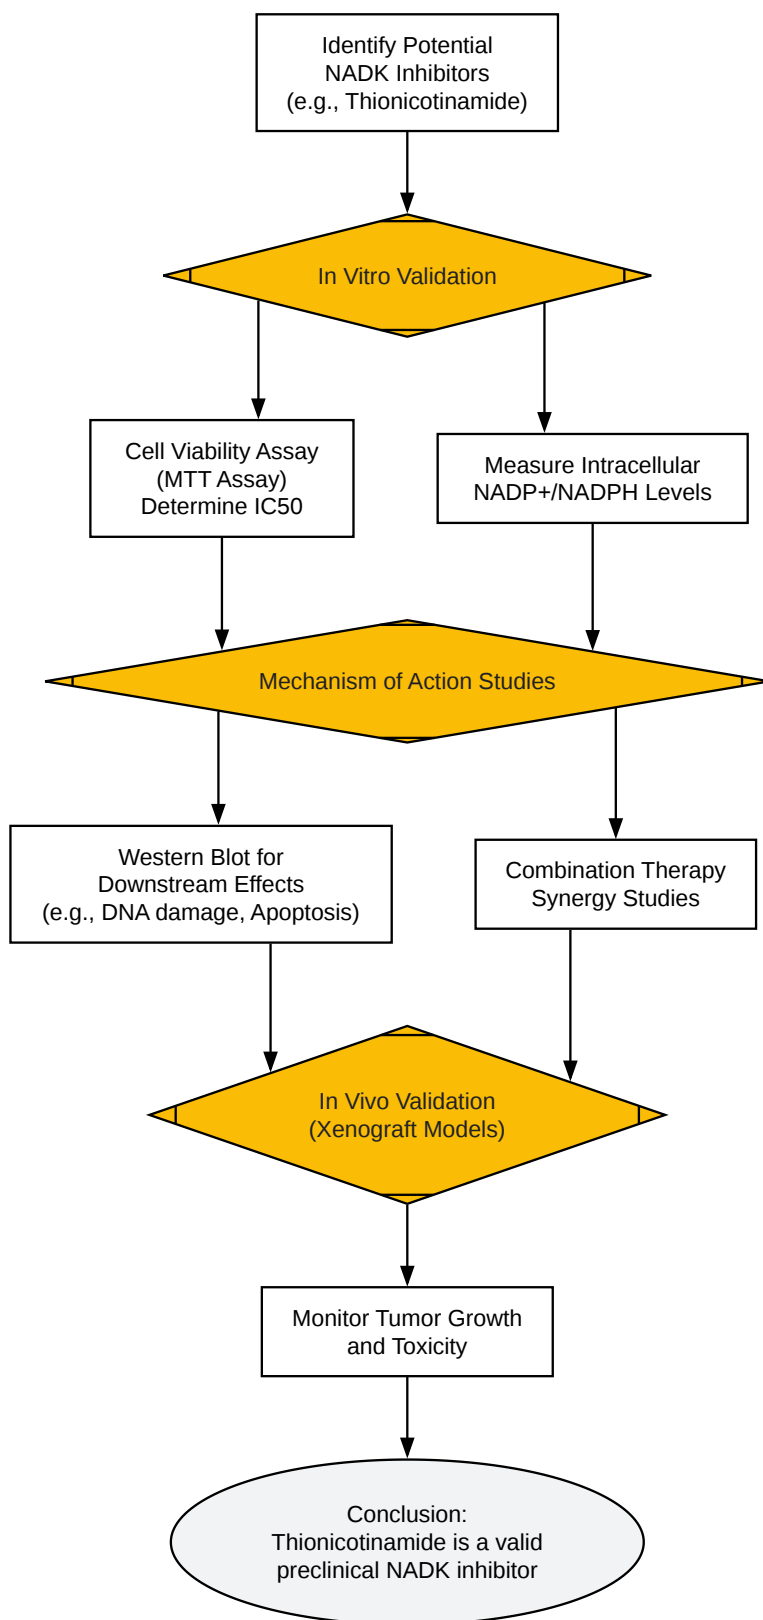 Identify Potential
NADK Inhibitors
(e.g., Thionicotinamide)
In Vitro Validation
Cell Viability Assay
(MTT Assay)
Determine IC50
Measure Intracellular
NADP+/NADPH Levels
Mechanism of Action Studies
Western Blot for
Downstream Effects
(e.g., DNA damage, Apoptosis)
Combination Therapy
Synergy Studies
In Vivo Validation
(Xenograft Models)
Monitor Tumor Growth
and Toxicity
Conclusion:
Thionicotinamide is a valid
preclinical NADK inhibitor